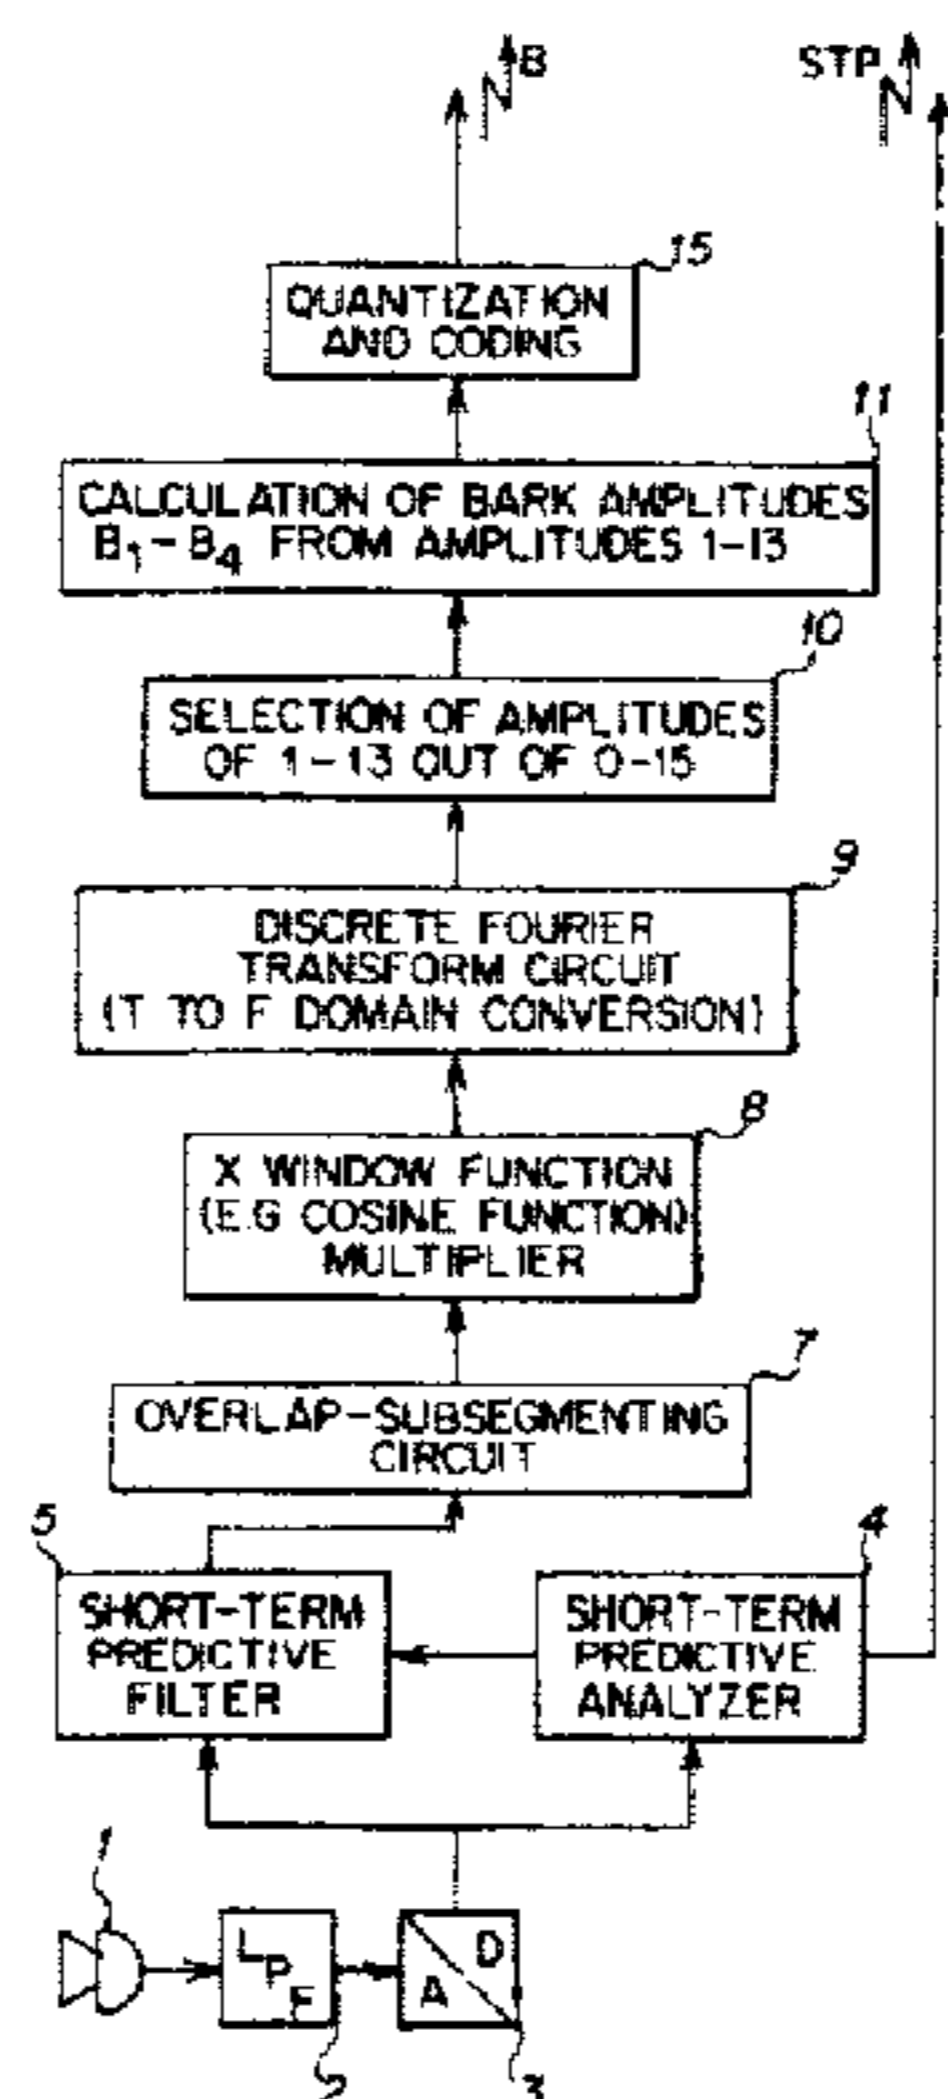 B
STP
15
QUANTIZATION
AND CODING
11
CALCULATION OF BARK AMPLITUDES
B1-B4 FROM AMPLITUDES 1-13
10
SELECTION OF AMPLITUDES
OF 1-13 OUT OF 0-15
9
DISCRETE FOURIER
TRANSFORM CIRCUIT
(T TO F DOMAIN CONVERSION)
8
X WINDOW FUNCTION
(E.G COSINE FUNCTION)
MULTIPLIER
7
OVERLAP-SUBSEGMENTING
CIRCUIT
5
4
SHORT-TERM
PREDICTIVE
FILTER
SHORT-TERM
PREDICTIVE
ANALYZER
1
LPF
D
A
2
3